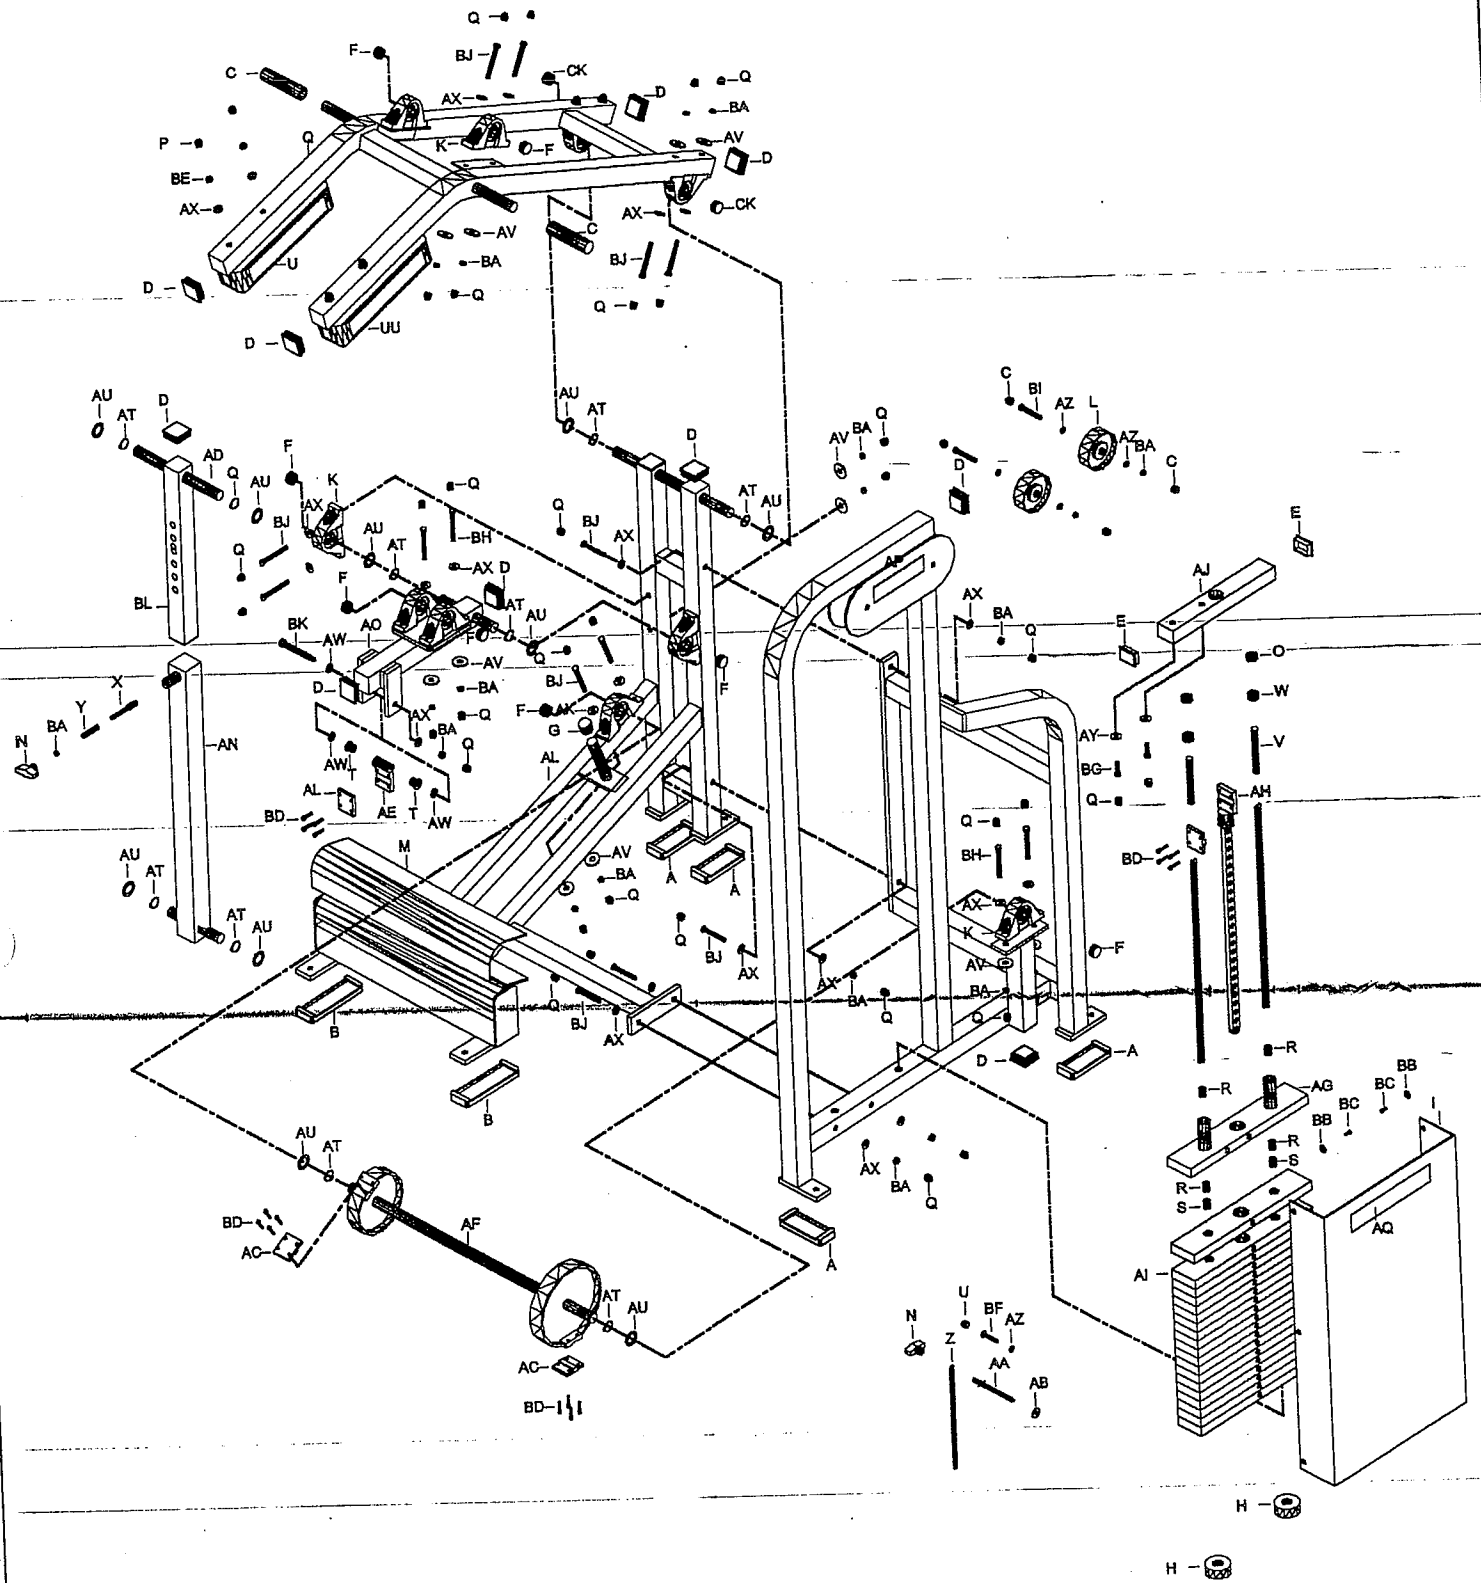 Q
F
BJ
CK
C
D
Q
AX
BA
P
Q
K
F
AV
D
BE
AX
CK
AX
C
AV
U
BA
BJ
D
Q
Q
UU
D
C
BI
AU
AU
D
AT
AT
AZ
L
Q
BA
AV
AZ
BA
D
F
AD
Q
K
Q
D
C
AU
AX
BJ
Q
BJ
AX
AT
AU
E
AU
BH
Q
AT
AX
D
AP
AJ
BL
F
AT
AU
AX
BA
Q
E
BK
AO
AW
F
Q
AV
BJ
F
O
X
D
BA
W
Y
BA
AX
Q
F
AX
G
IN
AN
BA
Q
AL
AY
V
AW
BG
AL
AE
T
AW
AH
Q
BD
Q
M
AV
BH
BD
AU
AT
A
A
BA
Q
AX
AT
AU
Q
BJ
AX
K
F
AV
AX
BA
BA
Q
B
Q
BJ
AX
Q
D
A
R
B
R
AG
BC
BB
I
BC
BB
AU
AT
AX
BA
Q
R
S
R
S
BD
AF
AC
AQ
A
AI
AT
AU
U
BF
AZ
N
Z
AC
AA
AB
BD
H
H